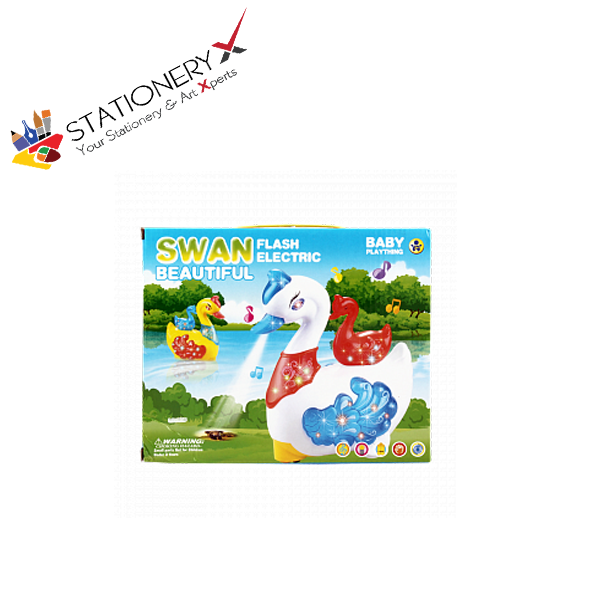 STATIONERY X
Your Stationery & Art Xperts
SWAN
FLASH
ELECTRIC
BEAUTIFUL
BABY
PLAYTHING
WARNING: